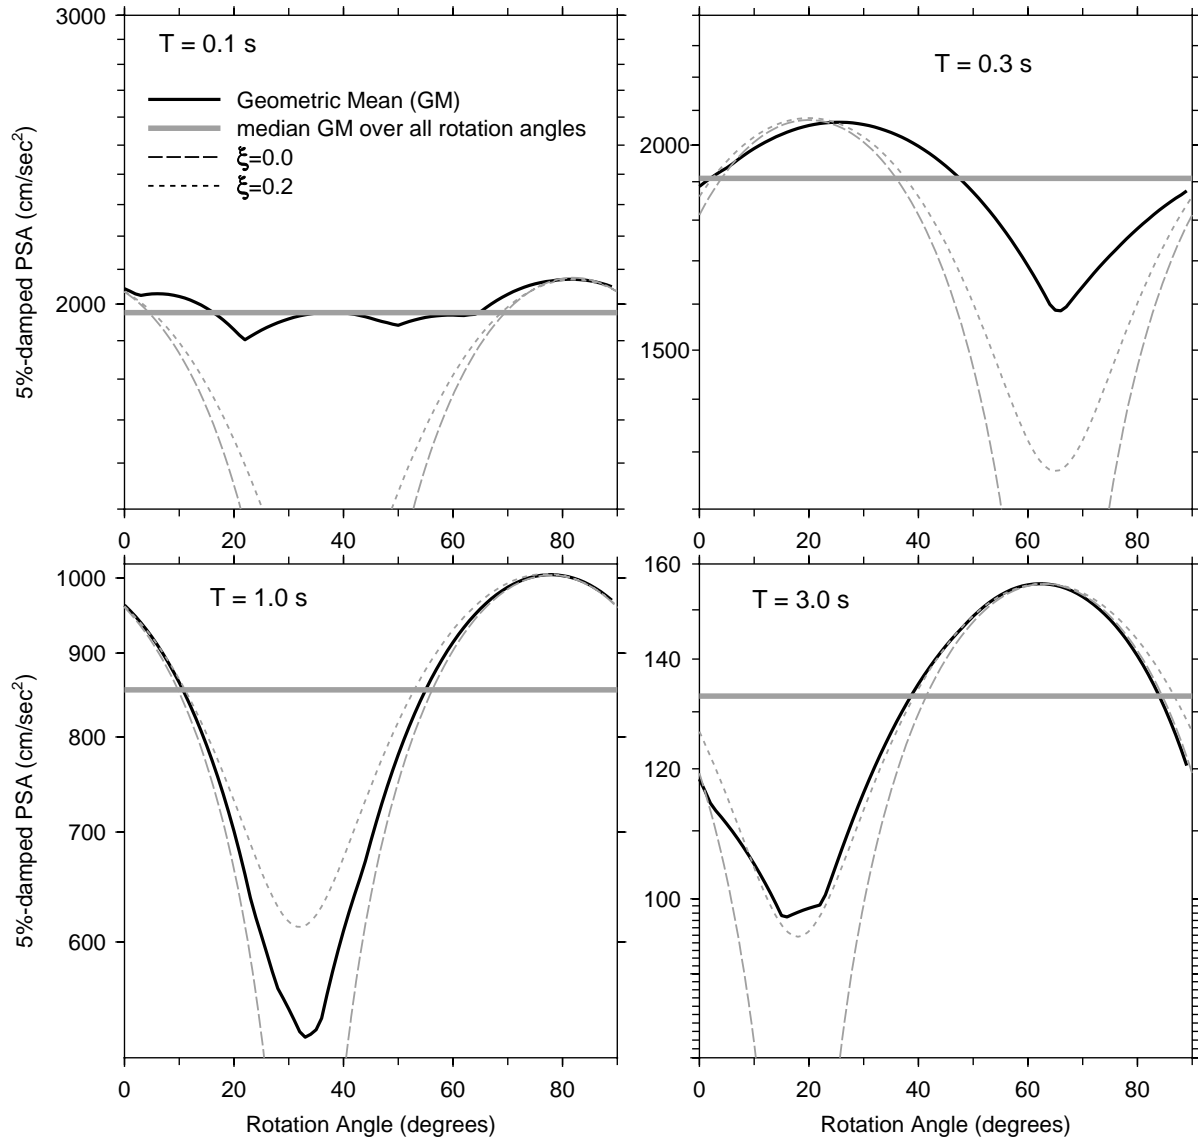 3000
2000
5%-damped PSA (cm/sec²)
T = 0.1 s
Geometric Mean (GM)
median GM over all rotation angles
ξ=0.0
ξ=0.2
0 20 40 60 80
2000
1500
T = 0.3 s
0 20 40 60 80
1000
900
800
700
600
5%-damped PSA (cm/sec²)
T = 1.0 s
0 20 40 60 80
Rotation Angle (degrees)
160
140
120
100
T = 3.0 s
0 20 40 60 80
Rotation Angle (degrees)